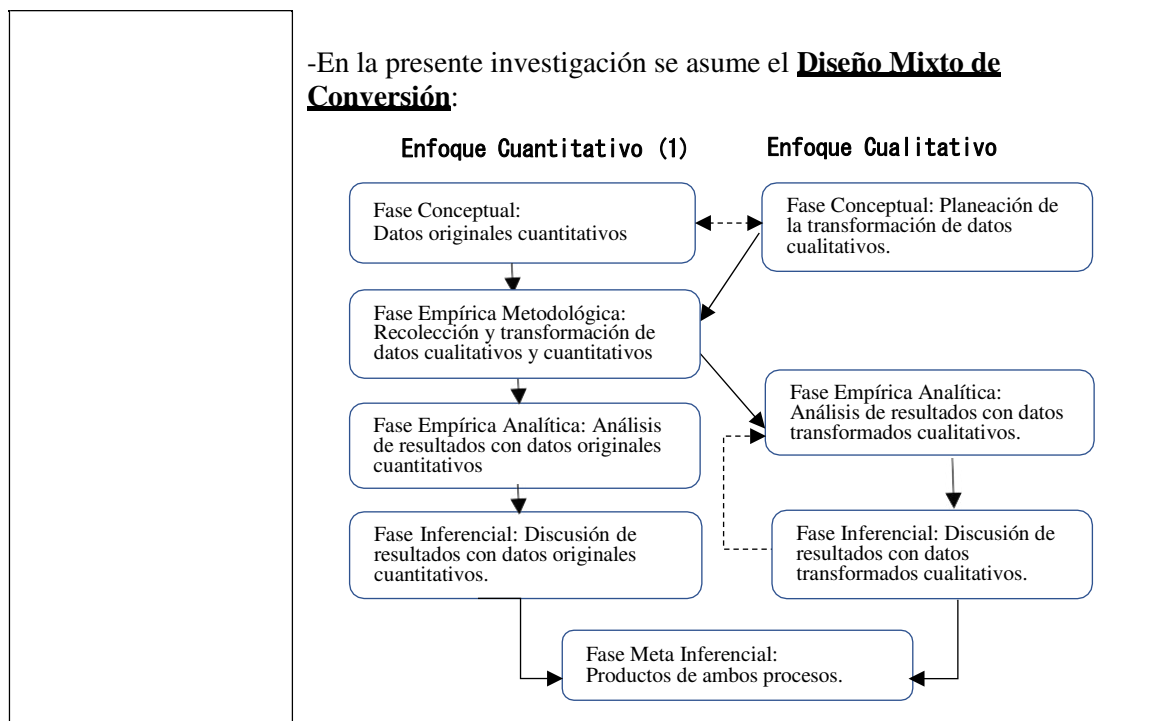 -En la presente investigación se asume el Diseño Mixto de
Conversión:
Enfoque Cuantitativo (1)
Enfoque Cualitativo
Fase Conceptual:
Datos originales cuantitativos
Fase Conceptual: Planeación de
la transformación de datos
cualitativos.
Fase Empírica Metodológica:
Recolección y transformación de
datos cualitativos y cuantitativos
Fase Empírica Analítica:
Análisis de resultados con datos
transformados cualitativos.
Fase Empírica Analítica: Análisis
de resultados con datos originales
cuantitativos
Fase Inferencial: Discusión de
resultados con datos originales
cuantitativos.
Fase Inferencial: Discusión de
resultados con datos
transformados cualitativos.
Fase Meta Inferencial:
Productos de ambos procesos.